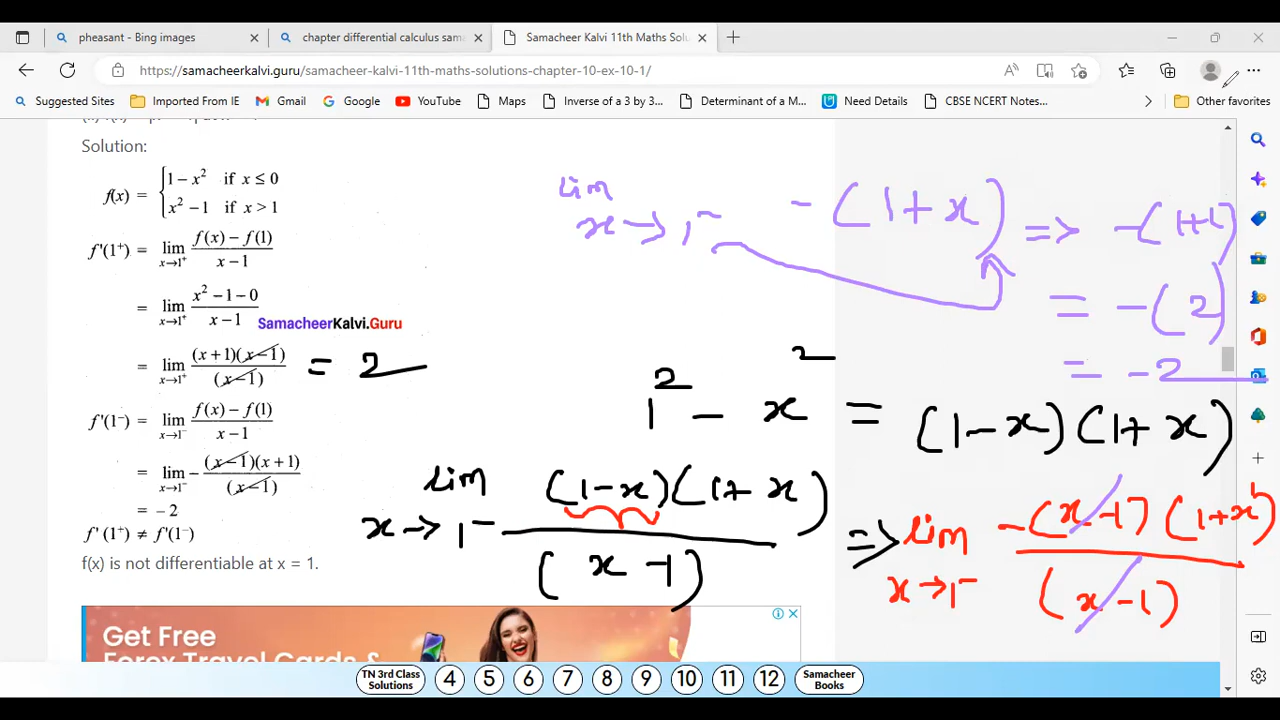 pheasant - Bing images
chapter differential calculus sam
Samacheer Kalvi 11th Maths Solu
https://samacheerkalvi.guru/samacheer-kalvi-11th-maths-solutions-chapter-10-ex-10-1/
Suggested Sites
Imported From IE
Gmail
Google
YouTube
Maps
Inverse of a 3 by 3...
Determinant of a M...
Need Details
CBSE NCERT Notes...
Other favorites
Solution:
f(x) = { 1 − x² if x ≤ 0
x² − 1 if x > 1
f'(1⁺) = lim x→1⁺ (f(x) − f(1))/(x − 1)
= lim x→1⁺ (x² − 1 − 0)/(x − 1)
SamacheerKalvi.Guru
= lim x→1⁺ (x + 1)(x − 1)/(x − 1) = 2
f'(1⁻) = lim x→1⁻ (f(x) − f(1))/(x − 1)
= lim x→1⁻ − (x − 1)(x + 1)/(x − 1)
= − 2
f'(1⁺) ≠ f'(1⁻)
f(x) is not differentiable at x = 1.
lim x→1⁻ −(1+x) => −(1+1)
= −(2)
= −2
1² − x² = (1−x)(1+x)
lim x→1⁻ (1−x)(1+x)/(x−1)
=> lim x→1⁻ −(x−1)(1+x)/(x−1)
Get Free
Forex Travel Cards &
TN 3rd Class Solutions
4
5
6
7
8
9
10
11
12
Samacheer Books